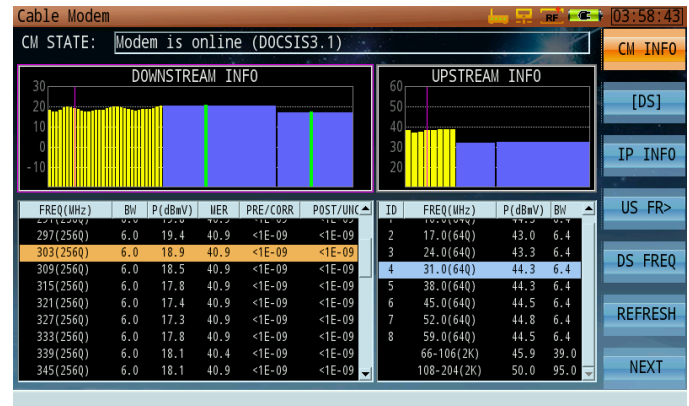 Cable Modem RF 03:58:43
CM STATE: Modem is online (DOCSIS3.1) CM INFO
DOWNSTREAM INFO UPSTREAM INFO
30 60
20 50
10 40
0 30
-10 20
[DS]
IP INFO
US FR>
DS FREQ
REFRESH
NEXT
FREQ(MHz) BW P(dBmV) MER PRE/CORR POST/UNC
297(256Q) 6.0 19.4 40.9 <1E-09 <1E-09
303(256Q) 6.0 18.9 40.9 <1E-09 <1E-09
309(256Q) 6.0 18.5 40.9 <1E-09 <1E-09
315(256Q) 6.0 17.8 40.9 <1E-09 <1E-09
321(256Q) 6.0 17.4 40.9 <1E-09 <1E-09
327(256Q) 6.0 17.3 40.9 <1E-09 <1E-09
333(256Q) 6.0 17.8 40.9 <1E-09 <1E-09
339(256Q) 6.0 18.1 40.4 <1E-09 <1E-09
345(256Q) 6.0 18.1 40.9 <1E-09 <1E-09
ID FREQ(MHz) P(dBmV) BW
2 17.0(64Q) 43.0 6.4
3 24.0(64Q) 43.3 6.4
4 31.0(64Q) 44.3 6.4
5 38.0(64Q) 44.3 6.4
6 45.0(64Q) 44.5 6.4
7 52.0(64Q) 44.8 6.4
8 59.0(64Q) 44.5 6.4
66-106(2K) 45.9 39.0
108-204(2K) 50.0 95.0